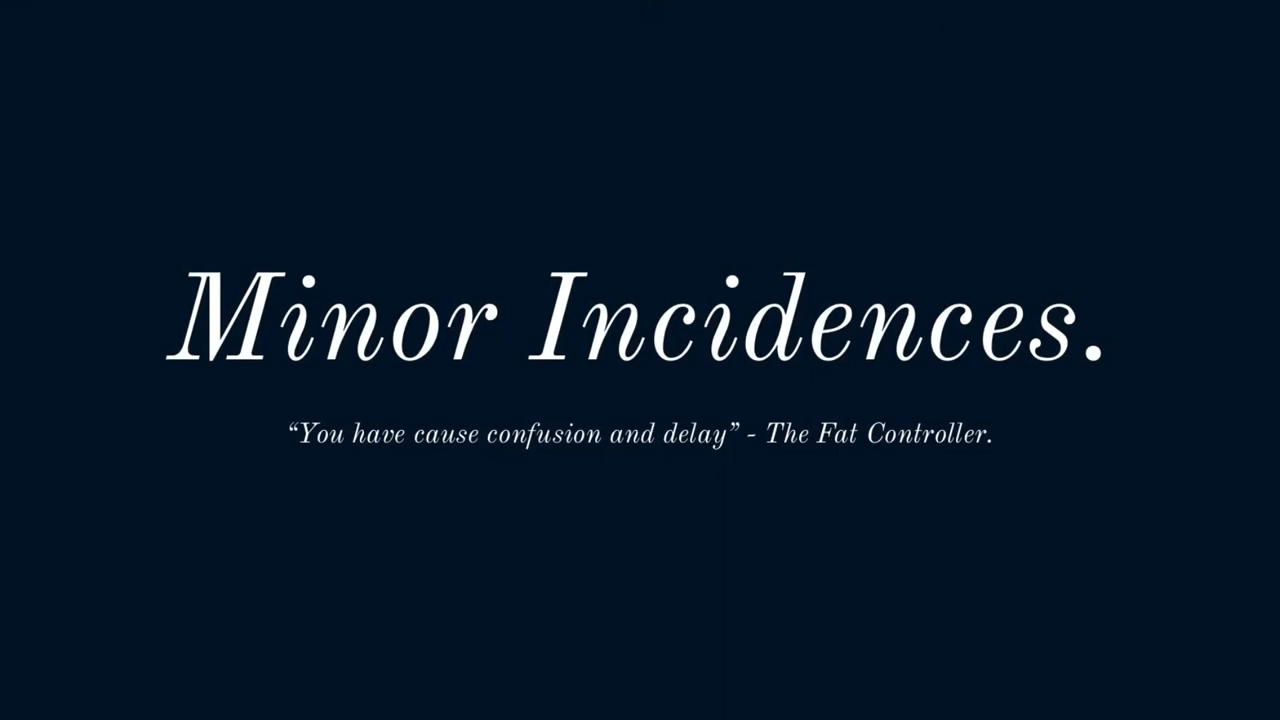 Minor Incidences.
“You have cause confusion and delay” - The Fat Controller.